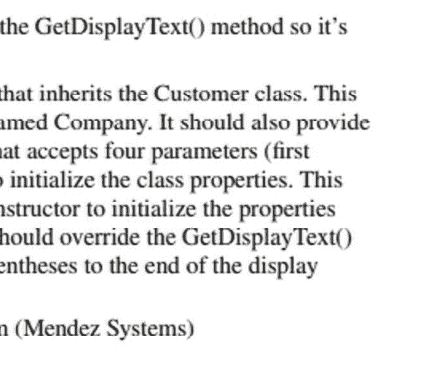 the GetDisplayText() method so it's
that inherits the Customer class. This
amed Company. It should also provide
at accepts four parameters (first
initialize the class properties. This
nstructor to initialize the properties
hould override the GetDisplayText()
entheses to the end of the display
n (Mendez Systems)